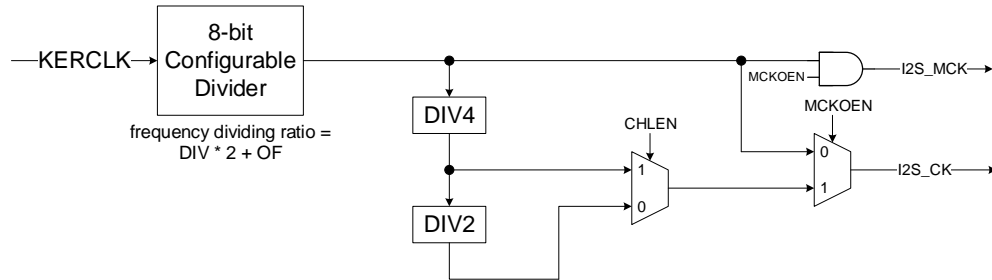 8-bit
Configurable
Divider
KERCLK
frequency dividing ratio =
DIV * 2 + OF
DIV4
DIV2
CHLEN
1
0
MCKOEN
I2S_MCK
MCKOEN
0
1
I2S_CK